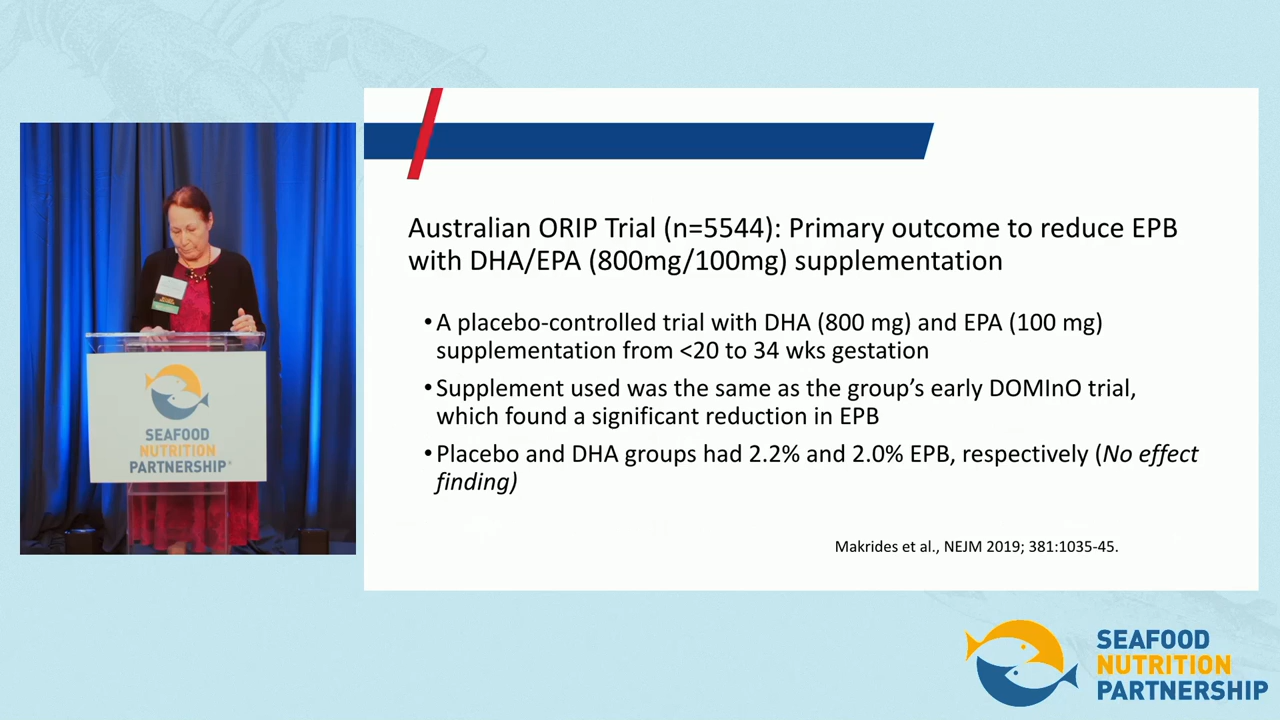 Australian ORIP Trial (n=5544): Primary outcome to reduce EPB
with DHA/EPA (800mg/100mg) supplementation
• A placebo-controlled trial with DHA (800 mg) and EPA (100 mg)
supplementation from <20 to 34 wks gestation
• Supplement used was the same as the group’s early DOMInO trial,
which found a significant reduction in EPB
• Placebo and DHA groups had 2.2% and 2.0% EPB, respectively (No effect
finding)
Makrides et al., NEJM 2019; 381:1035-45.
SEAFOOD
NUTRITION
PARTNERSHIP®
SEAFOOD
NUTRITION
PARTNERSHIP